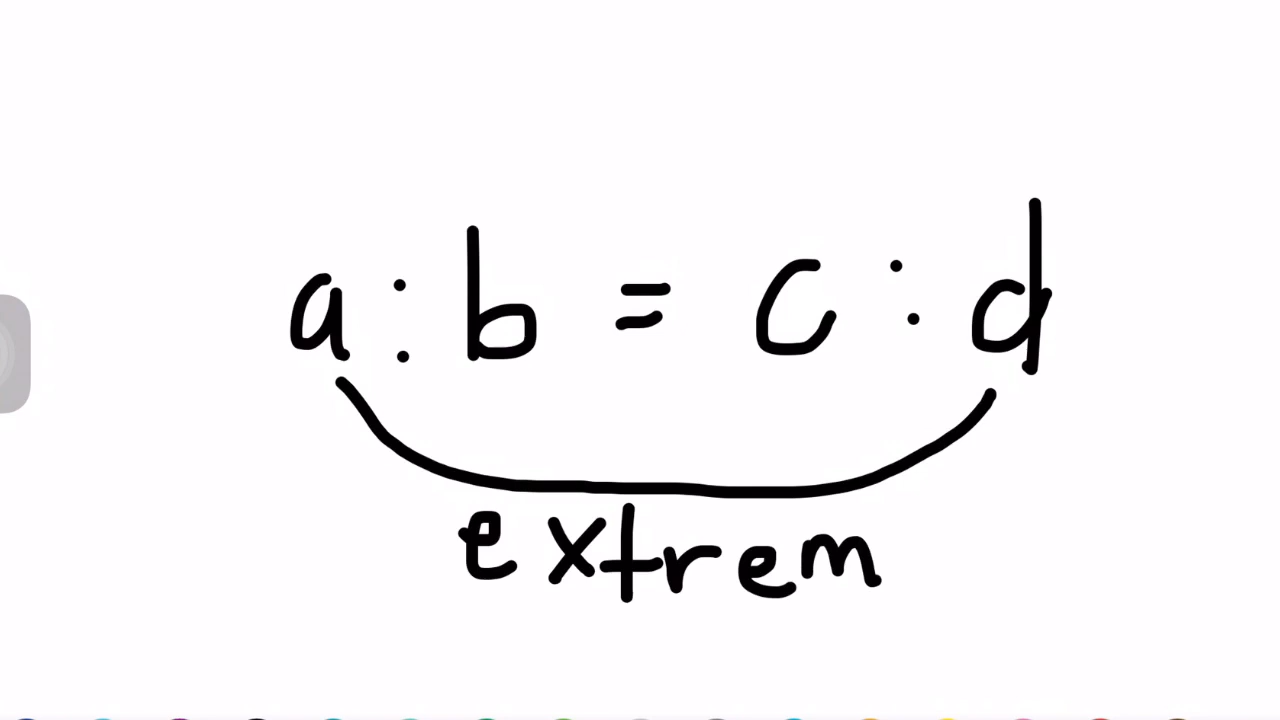 a : b = c : d
extrem